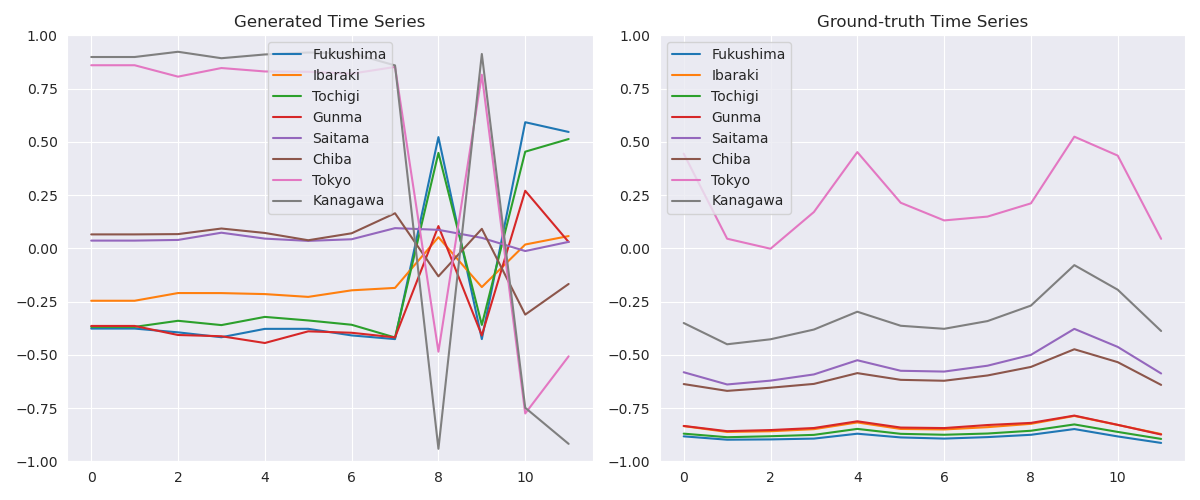 Generated Time Series
1.00
0.75
0.50
0.25
0.00
−0.25
−0.50
−0.75
−1.00
0 2 4 6 8 10
Fukushima
Ibaraki
Tochigi
Gunma
Saitama
Chiba
Tokyo
Kanagawa
Ground-truth Time Series
1.00
0.75
0.50
0.25
0.00
−0.25
−0.50
−0.75
−1.00
0 2 4 6 8 10
Fukushima
Ibaraki
Tochigi
Gunma
Saitama
Chiba
Tokyo
Kanagawa